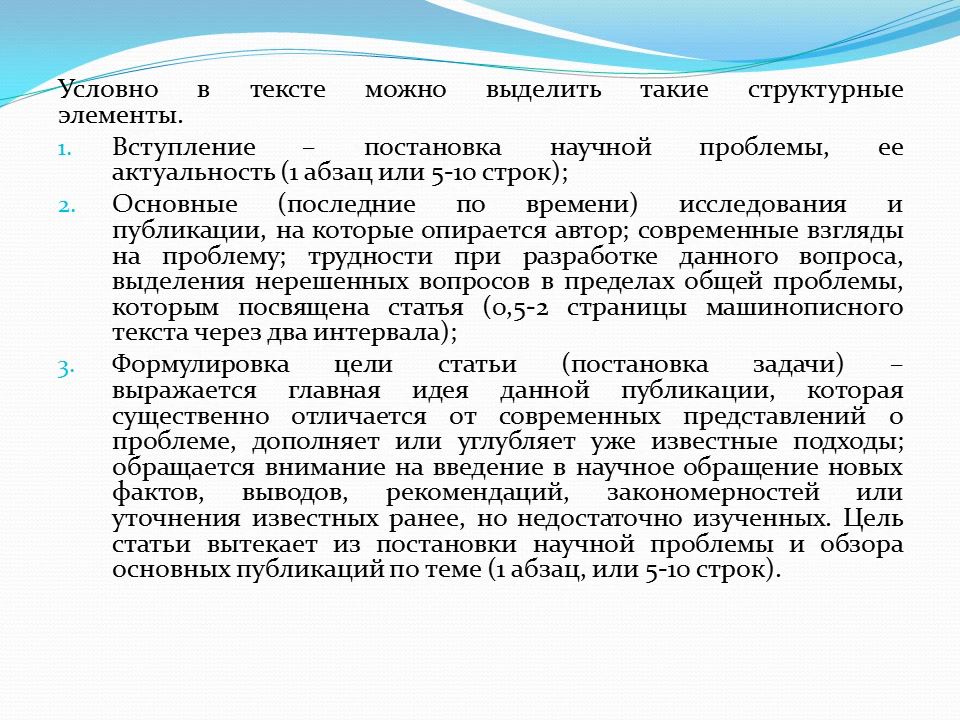 Условно в тексте можно выделить такие структурные
элементы.
1. Вступление – постановка научной проблемы, ее
актуальность (1 абзац или 5-10 строк);
2. Основные (последние по времени) исследования и
публикации, на которые опирается автор; современные взгляды
на проблему; трудности при разработке данного вопроса,
выделения нерешенных вопросов в пределах общей проблемы,
которым посвящена статья (0,5-2 страницы машинописного
текста через два интервала);
3. Формулировка цели статьи (постановка задачи) –
выражается главная идея данной публикации, которая
существенно отличается от современных представлений о
проблеме, дополняет или углубляет уже известные подходы;
обращается внимание на введение в научное обращение новых
фактов, выводов, рекомендаций, закономерностей или
уточнения известных ранее, но недостаточно изученных. Цель
статьи вытекает из постановки научной проблемы и обзора
основных публикаций по теме (1 абзац, или 5-10 строк).